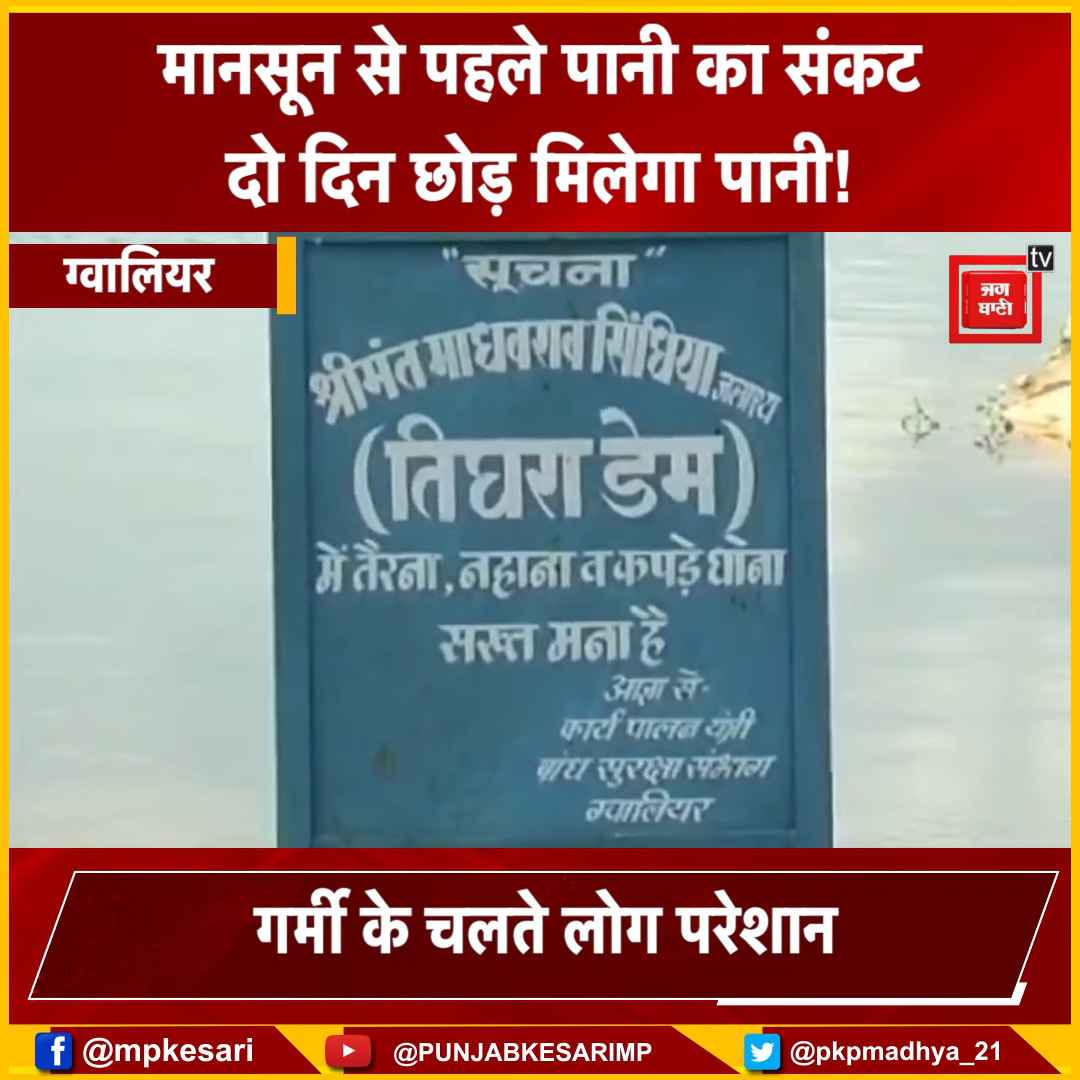 मानसून से पहले पानी का संकट
दो दिन छोड़ मिलेगा पानी!
ग्वालियर
tv
ਜਗ
ਬਾਣੀ
"सूचना"
श्रीमंत माधवराव सिंधिया जलाशय
(तिघरा डेम)
में तैरना, नहाना व कपड़े धोना
सख्त मना है
आज्ञा से-
कार्य पालन यंत्री
बांध सुरक्षा संभाग
ग्वालियर
गर्मी के चलते लोग परेशान
@mpkesari
@PUNJABKESARIMP
@pkpmadhya_21